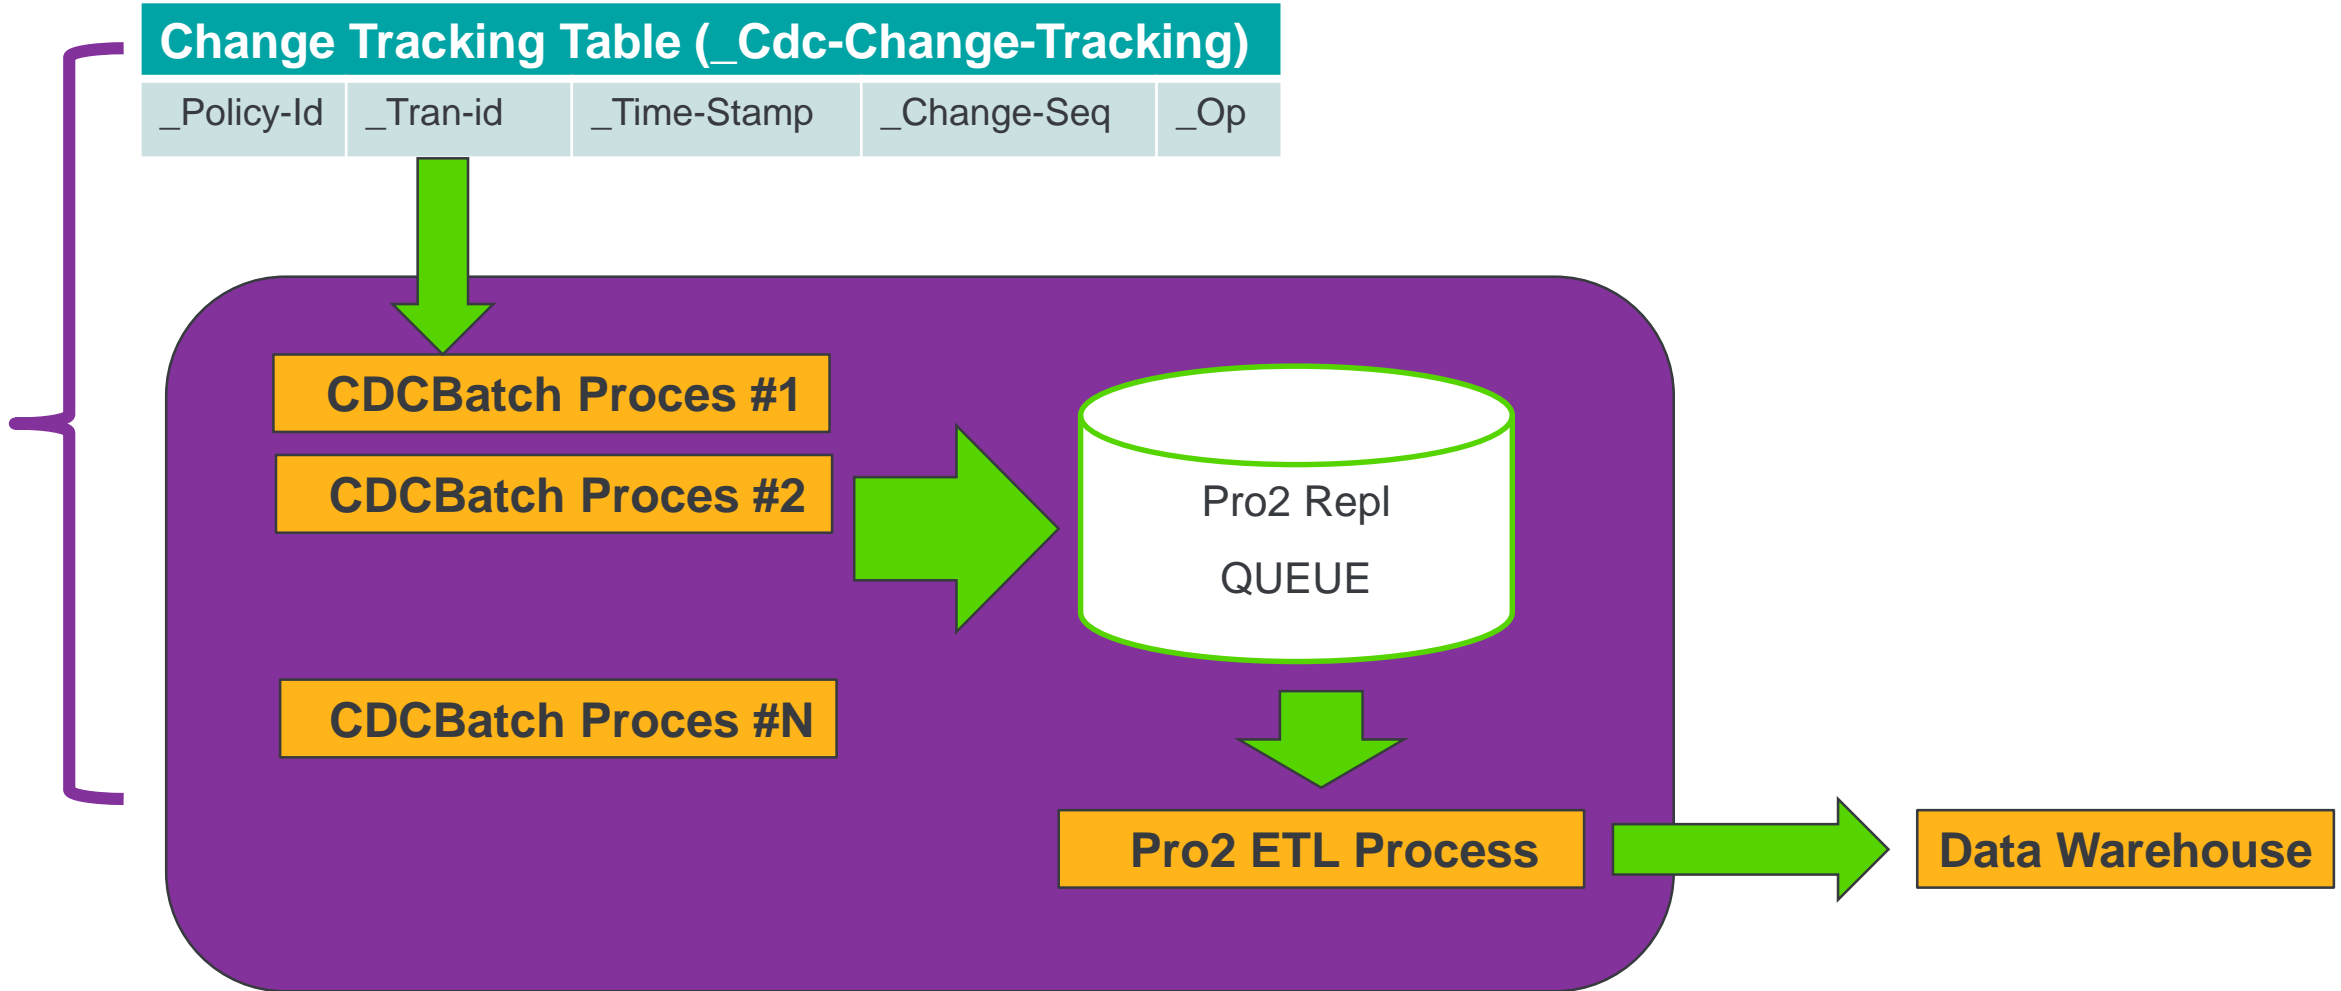 Change Tracking Table (_Cdc-Change-Tracking)
_Policy-Id _Tran-id _Time-Stamp _Change-Seq _Op
CDCBatch Proces #1
CDCBatch Proces #2
Pro2 Repl
QUEUE
CDCBatch Proces #N
Pro2 ETL Process
Data Warehouse